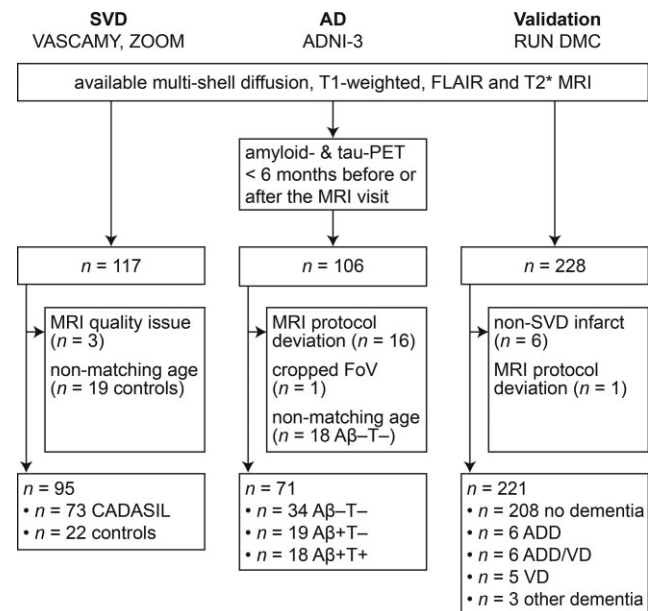 SVD
VASCAMY, ZOOM
AD
ADNI-3
Validation
RUN DMC
available multi-shell diffusion, T1-weighted, FLAIR and T2* MRI
amyloid- & tau-PET
< 6 months before or
after the MRI visit
n = 117
n = 106
n = 228
MRI quality issue
(n = 3)
non-matching age
(n = 19 controls)
MRI protocol
deviation (n = 16)
cropped FoV
(n = 1)
non-matching age
(n = 18 Aβ–T–)
non-SVD infarct
(n = 6)
MRI protocol
deviation (n = 1)
n = 95
• n = 73 CADASIL
• n = 22 controls
n = 71
• n = 34 Aβ–T–
• n = 19 Aβ+T–
• n = 18 Aβ+T+
n = 221
• n = 208 no dementia
• n = 6 ADD
• n = 6 ADD/VD
• n = 5 VD
• n = 3 other dementia